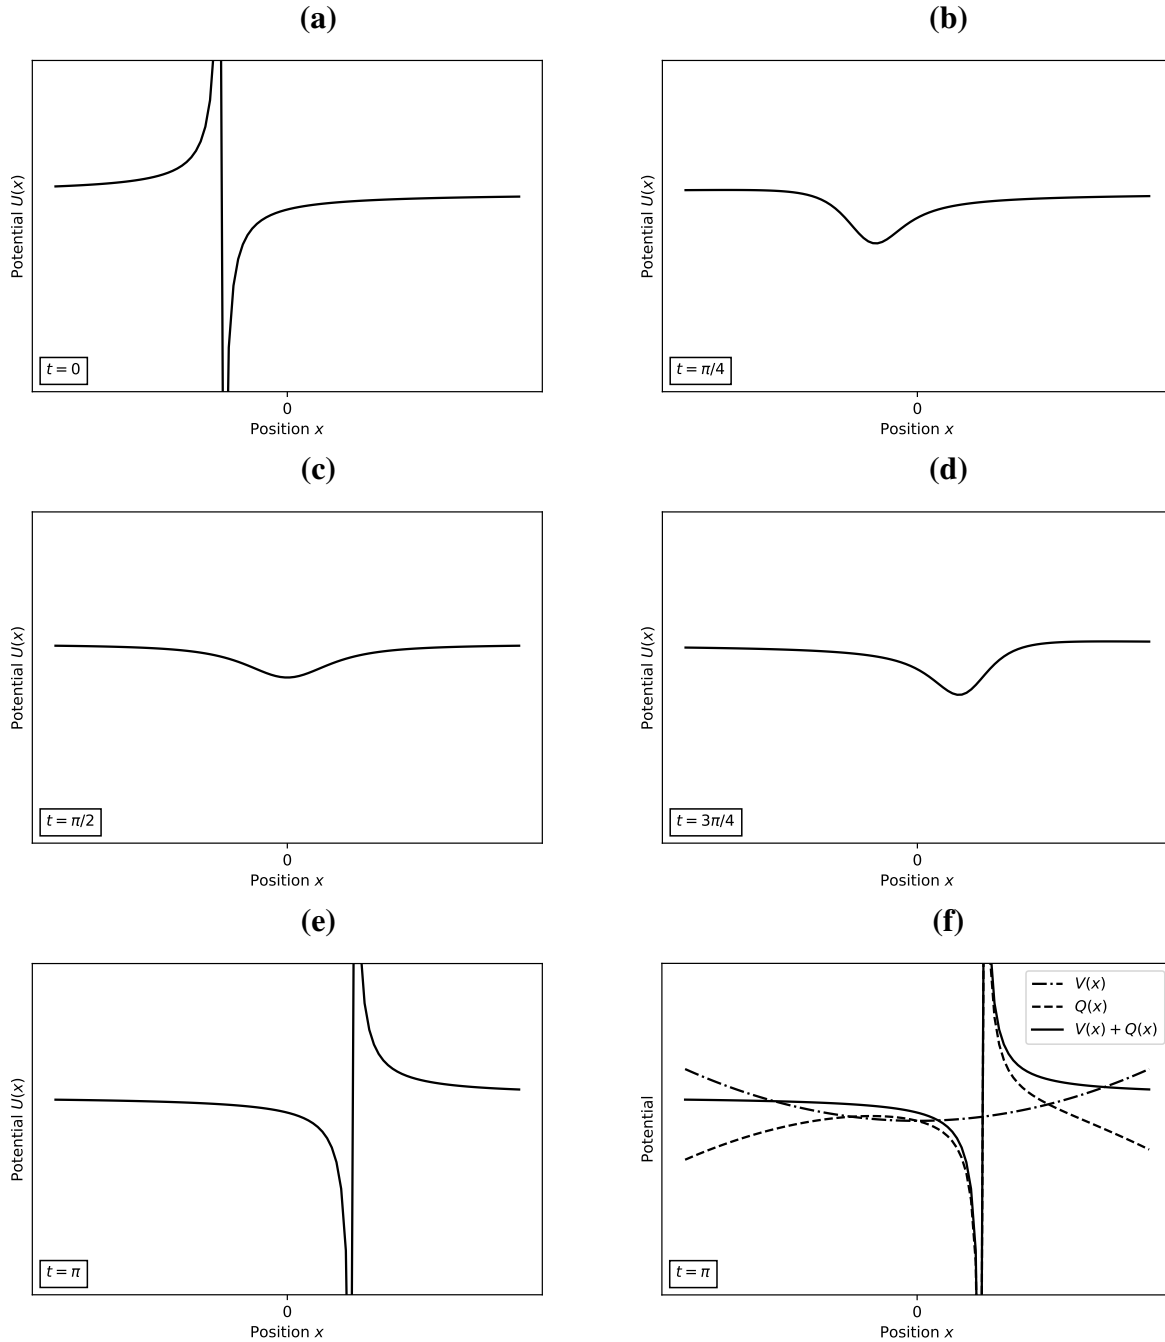 (a)
Potential U(x)
t = 0
0
Position x
(b)
Potential U(x)
t = π/4
0
Position x
(c)
Potential U(x)
t = π/2
0
Position x
(d)
Potential U(x)
t = 3π/4
0
Position x
(e)
Potential U(x)
t = π
0
Position x
(f)
Potential
V(x)
Q(x)
V(x) + Q(x)
t = π
0
Position x